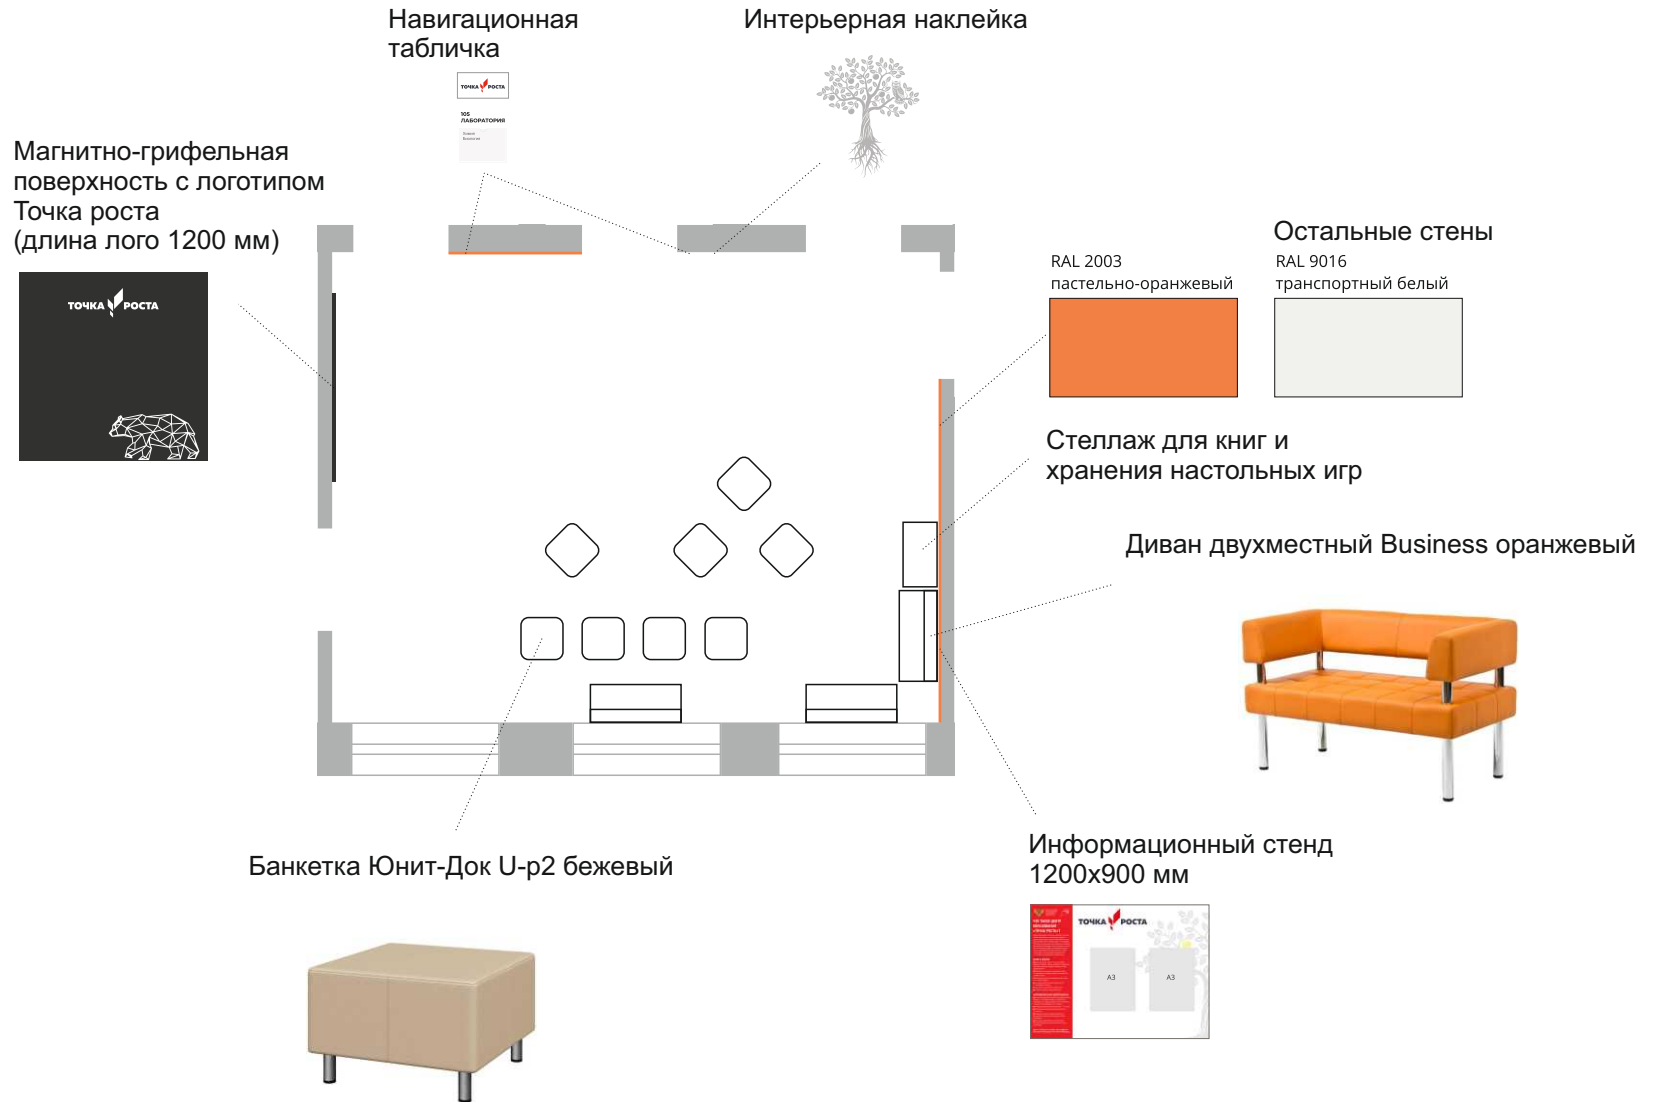 Навигационная
табличка
Интерьерная наклейка
ТОЧКА РОСТА
105
ЛАБОРАТОРИЯ
Магнитно-грифельная
поверхность с логотипом
Точка роста
(длина лого 1200 мм)
ТОЧКА РОСТА
Остальные стены
RAL 2003
пастельно-оранжевый
RAL 9016
транспортный белый
Стеллаж для книг и
хранения настольных игр
Диван двухместный Business оранжевый
Банкетка Юнит-Док U-p2 бежевый
Информационный стенд
1200х900 мм
ТОЧКА РОСТА
А3
А3